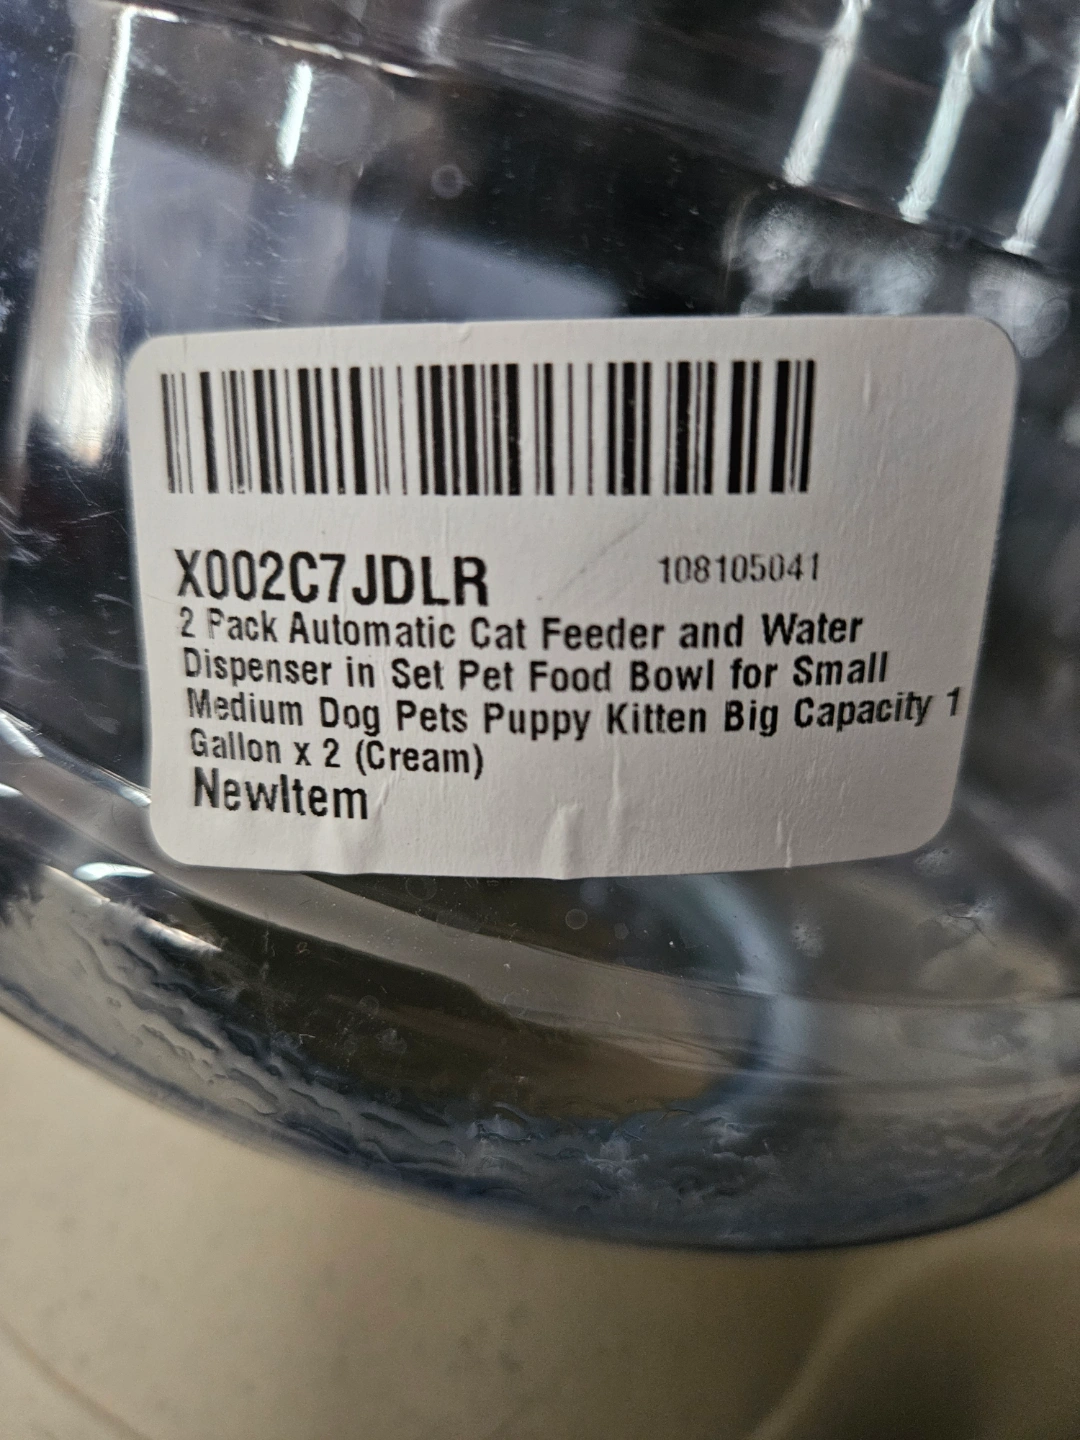 X002C7JDLR 108105041
2 Pack Automatic Cat Feeder and Water
Dispenser in Set Pet Food Bowl for Small
Medium Dog Pets Puppy Kitten Big Capacity 1
Gallon x 2 (Cream)
NewItem